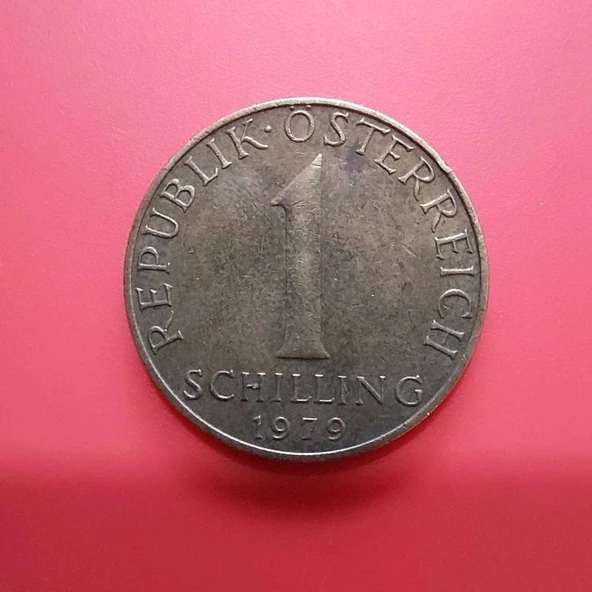 REPUBLIK · ÖSTERREICH
1
SCHILLING
1979